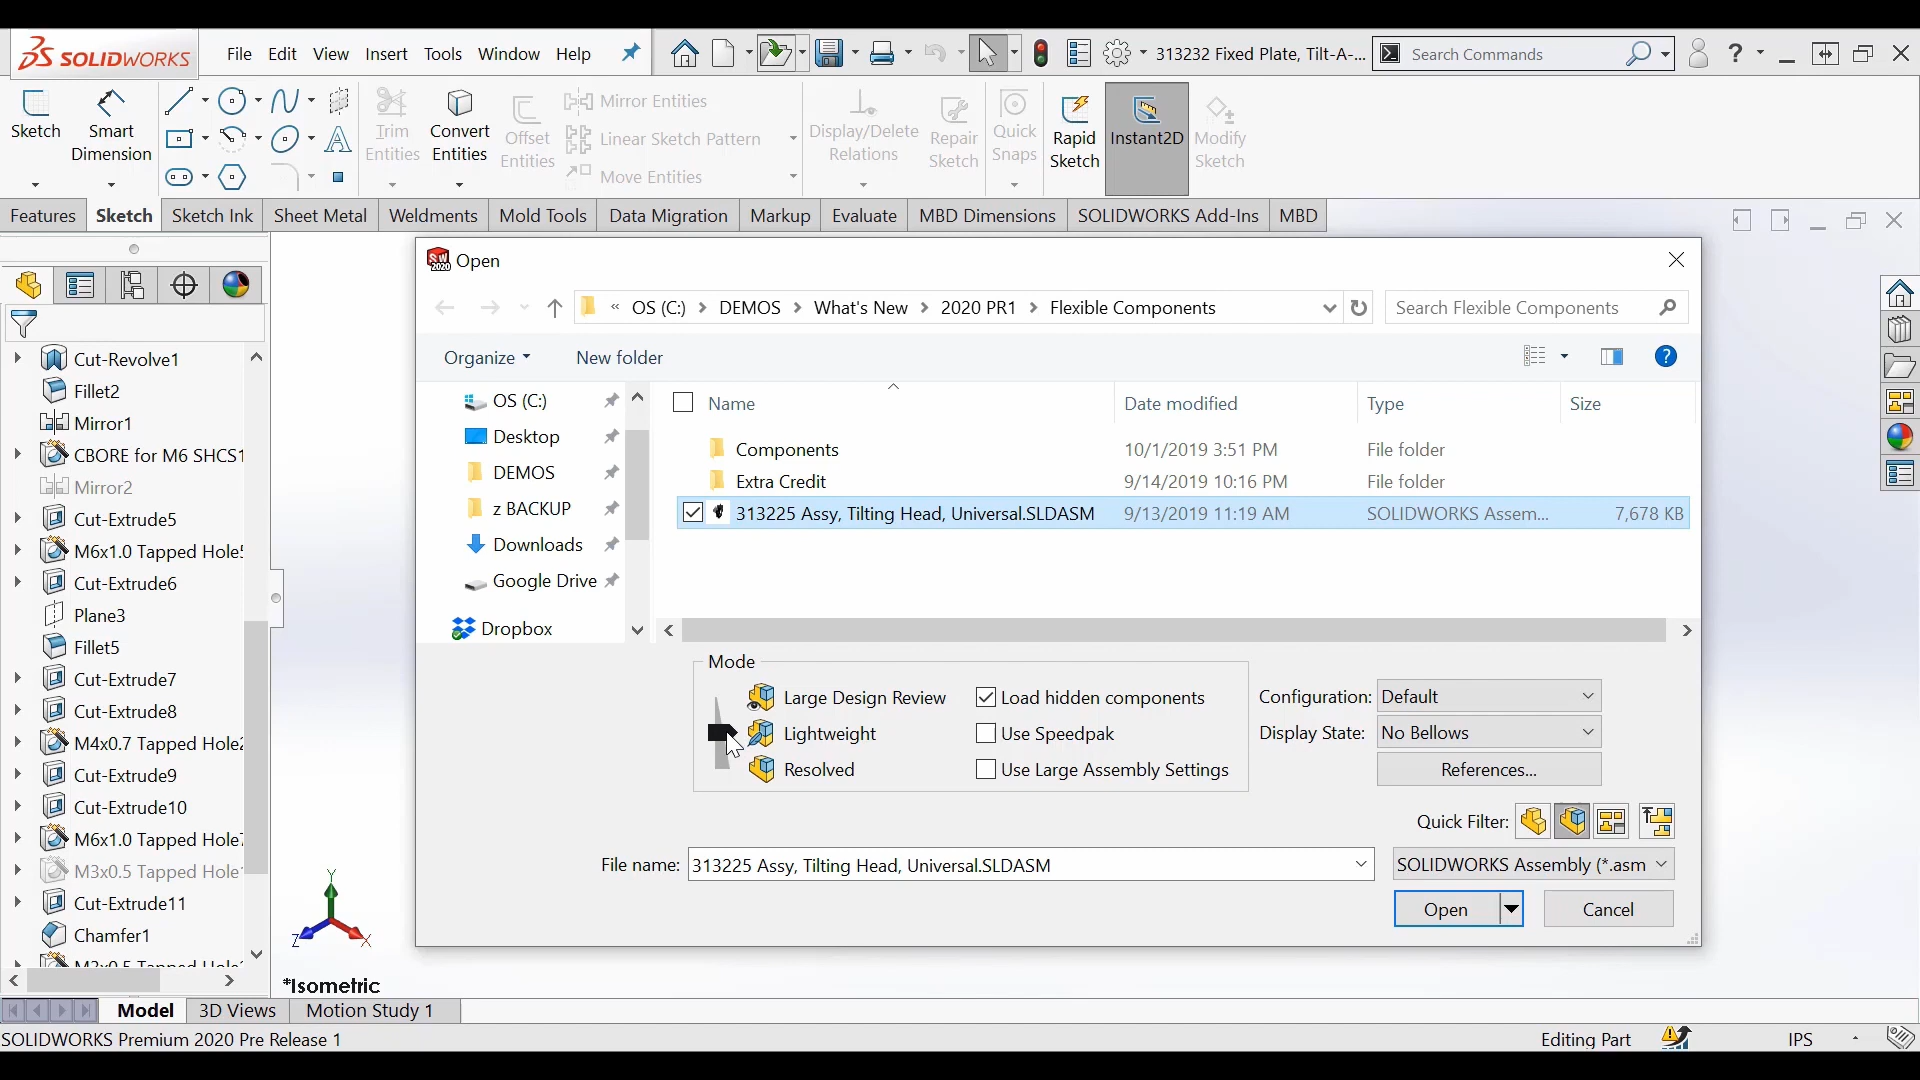 SOLIDWORKS File Edit View Insert Tools Window Help 313232 Fixed Plate, Tilt-A-... Search Commands ?
Sketch
Smart
Dimension
Trim
Entities
Convert
Entities
Offset
Entities
Mirror Entities
Linear Sketch Pattern
Move Entities
Display/Delete
Relations
Repair
Sketch
Quick
Snaps
Rapid
Sketch
Instant2D
Modify
Sketch
Features Sketch Sketch Ink Sheet Metal Weldments Mold Tools Data Migration Markup Evaluate MBD Dimensions SOLIDWORKS Add-Ins MBD
Cut-Revolve1
Fillet2
Mirror1
CBORE for M6 SHCS1
Mirror2
Cut-Extrude5
M6x1.0 Tapped Hole5
Cut-Extrude6
Plane3
Fillet5
Cut-Extrude7
Cut-Extrude8
M4x0.7 Tapped Hole2
Cut-Extrude9
Cut-Extrude10
M6x1.0 Tapped Hole7
M3x0.5 Tapped Hole
Cut-Extrude11
Chamfer1
SW 2020 Open
« OS (C:) > DEMOS > What's New > 2020 PR1 > Flexible Components
Search Flexible Components
Organize New folder ?
OS (C:)
Desktop
DEMOS
z BACKUP
Downloads
Google Drive
Dropbox
Name Date modified Type Size
Components 10/1/2019 3:51 PM File folder
Extra Credit 9/14/2019 10:16 PM File folder
313225 Assy, Tilting Head, Universal.SLDASM 9/13/2019 11:19 AM SOLIDWORKS Assem... 7,678 KB
Mode
Large Design Review
Lightweight
Resolved
Load hidden components
Use Speedpak
Use Large Assembly Settings
Configuration: Default
Display State: No Bellows
References...
Quick Filter:
File name: 313225 Assy, Tilting Head, Universal.SLDASM SOLIDWORKS Assembly (*.asm
Open Cancel
Y
Z X
*Isometric
Model 3D Views Motion Study 1
SOLIDWORKS Premium 2020 Pre Release 1 Editing Part IPS